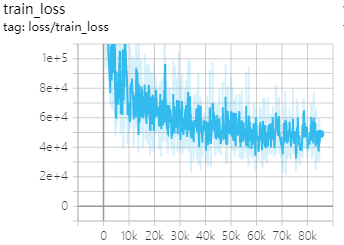 train_loss
tag: loss/train_loss
1e+5
8e+4
6e+4
4e+4
2e+4
0
0 10k 20k 30k 40k 50k 60k 70k 80k